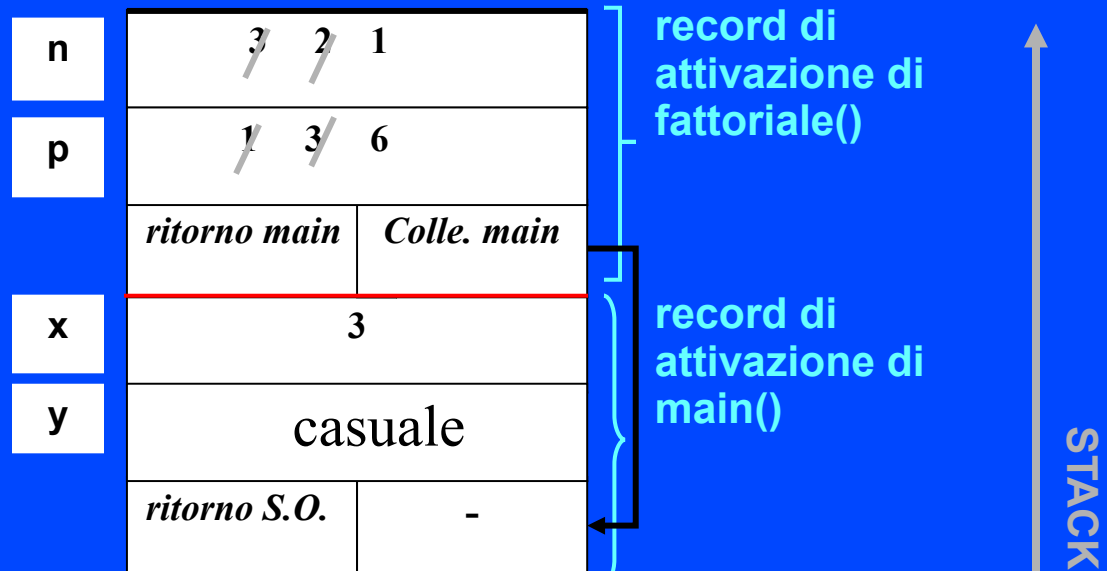 n
3 2 1
record di
attivazione di
fattoriale()
p
1 3 6
ritorno main
Colle. main
x
3
record di
attivazione di
main()
y
casuale
ritorno S.O.
-
STACK